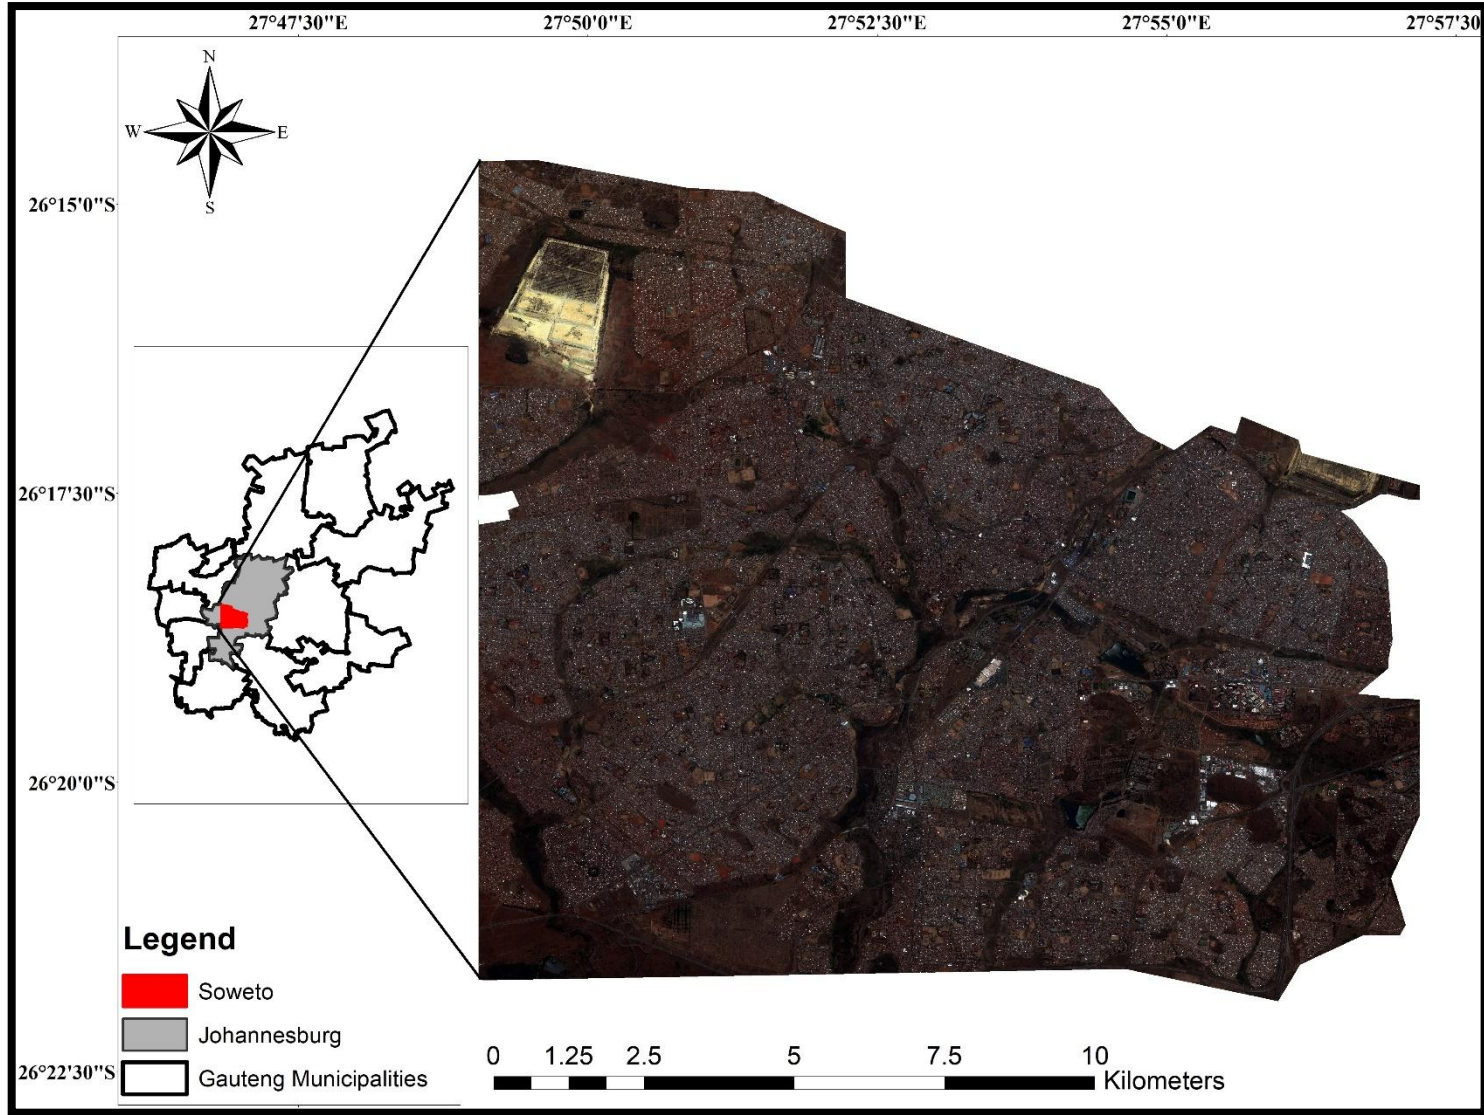 27°47'30"E 27°50'0"E 27°52'30"E 27°55'0"E 27°57'30
N
W E
S
26°15'0"S
26°17'30"S
26°20'0"S
26°22'30"S
Legend
Soweto
Johannesburg
Gauteng Municipalities
0 1.25 2.5 5 7.5 10
Kilometers